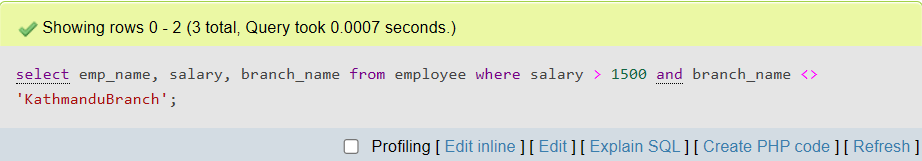 Showing rows 0 - 2 (3 total, Query took 0.0007 seconds.)
select emp_name, salary, branch_name from employee where salary > 1500 and branch_name <>
'KathmanduBranch';
Profiling [ Edit inline ] [ Edit ] [ Explain SQL ] [ Create PHP code ] [ Refresh ]